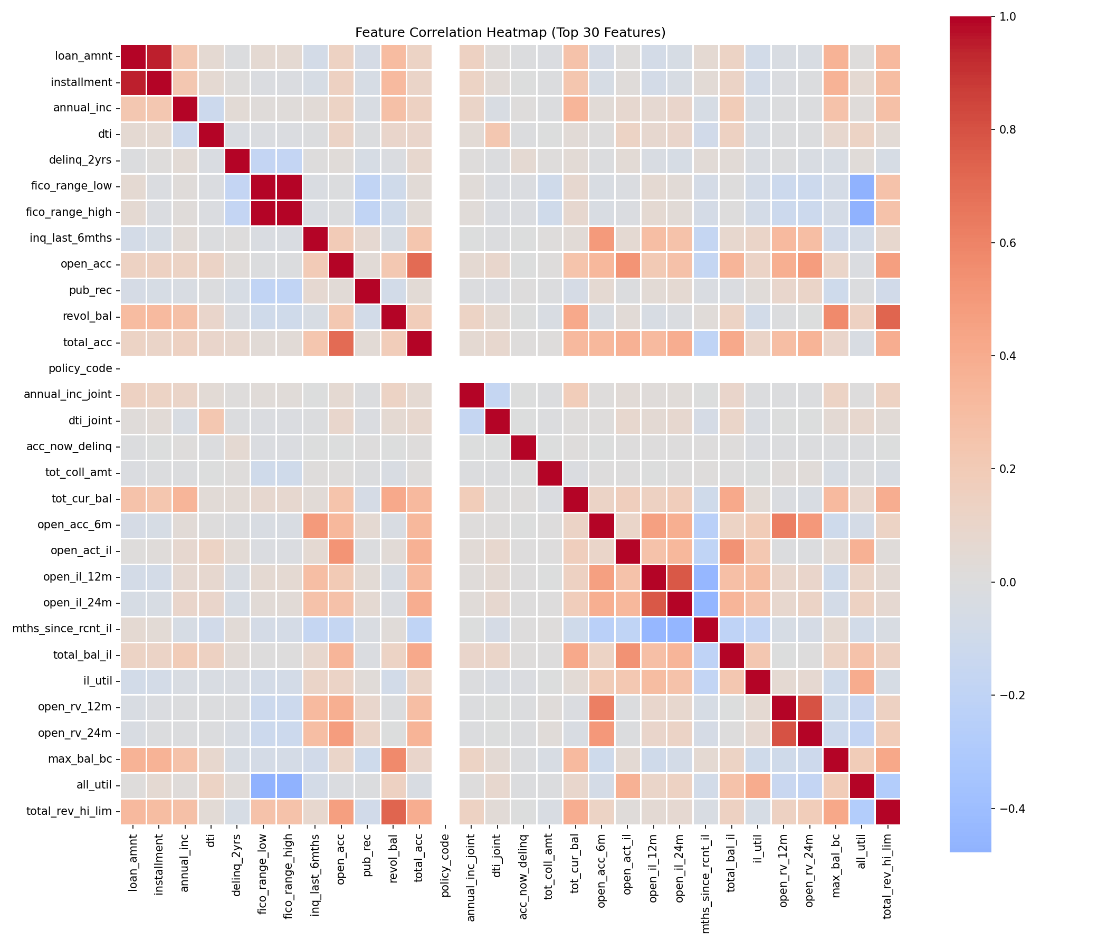 Feature Correlation Heatmap (Top 30 Features)
loan_amnt
installment
annual_inc
dti
delinq_2yrs
fico_range_low
fico_range_high
inq_last_6mths
open_acc
pub_rec
revol_bal
total_acc
policy_code
annual_inc_joint
dti_joint
acc_now_delinq
tot_coll_amt
tot_cur_bal
open_acc_6m
open_act_il
open_il_12m
open_il_24m
mths_since_rcnt_il
total_bal_il
il_util
open_rv_12m
open_rv_24m
max_bal_bc
all_util
total_rev_hi_lim
loan_amnt
installment
annual_inc
dti
delinq_2yrs
fico_range_low
fico_range_high
inq_last_6mths
open_acc
pub_rec
revol_bal
total_acc
policy_code
annual_inc_joint
dti_joint
acc_now_delinq
tot_coll_amt
tot_cur_bal
open_acc_6m
open_act_il
open_il_12m
open_il_24m
mths_since_rcnt_il
total_bal_il
il_util
open_rv_12m
open_rv_24m
max_bal_bc
all_util
total_rev_hi_lim
1.0
0.8
0.6
0.4
0.2
0.0
−0.2
−0.4